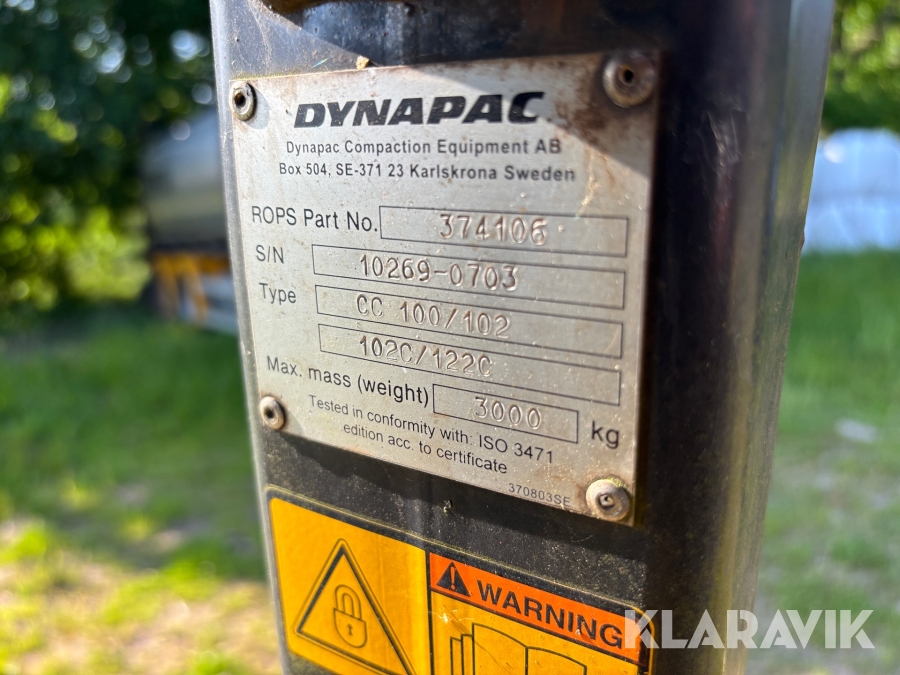 DYNAPAC
Dynapac Compaction Equipment AB
Box 504, SE-371 23 Karlskrona Sweden
ROPS Part No. 374106
S/N 10269-0703
Type CC 100/102
102C/122C
Max. mass (weight) 3000 kg
Tested in conformity with: ISO 3471
edition acc. to certificate
370803SE
WARNING
KLARAVIK